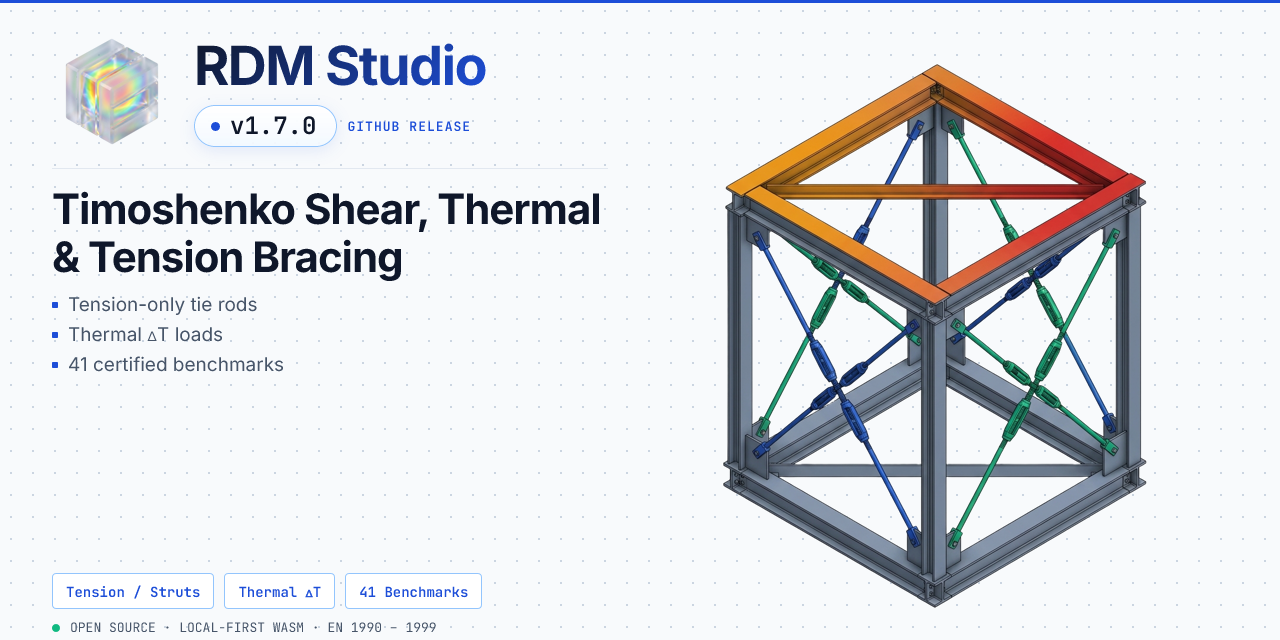 RDM Studio
v1.7.0 GITHUB RELEASE
Timoshenko Shear, Thermal
& Tension Bracing
Tension-only tie rods
Thermal ΔT loads
41 certified benchmarks
Tension / Struts Thermal ΔT 41 Benchmarks
OPEN SOURCE · LOCAL-FIRST WASM · EN 1990 – 1999